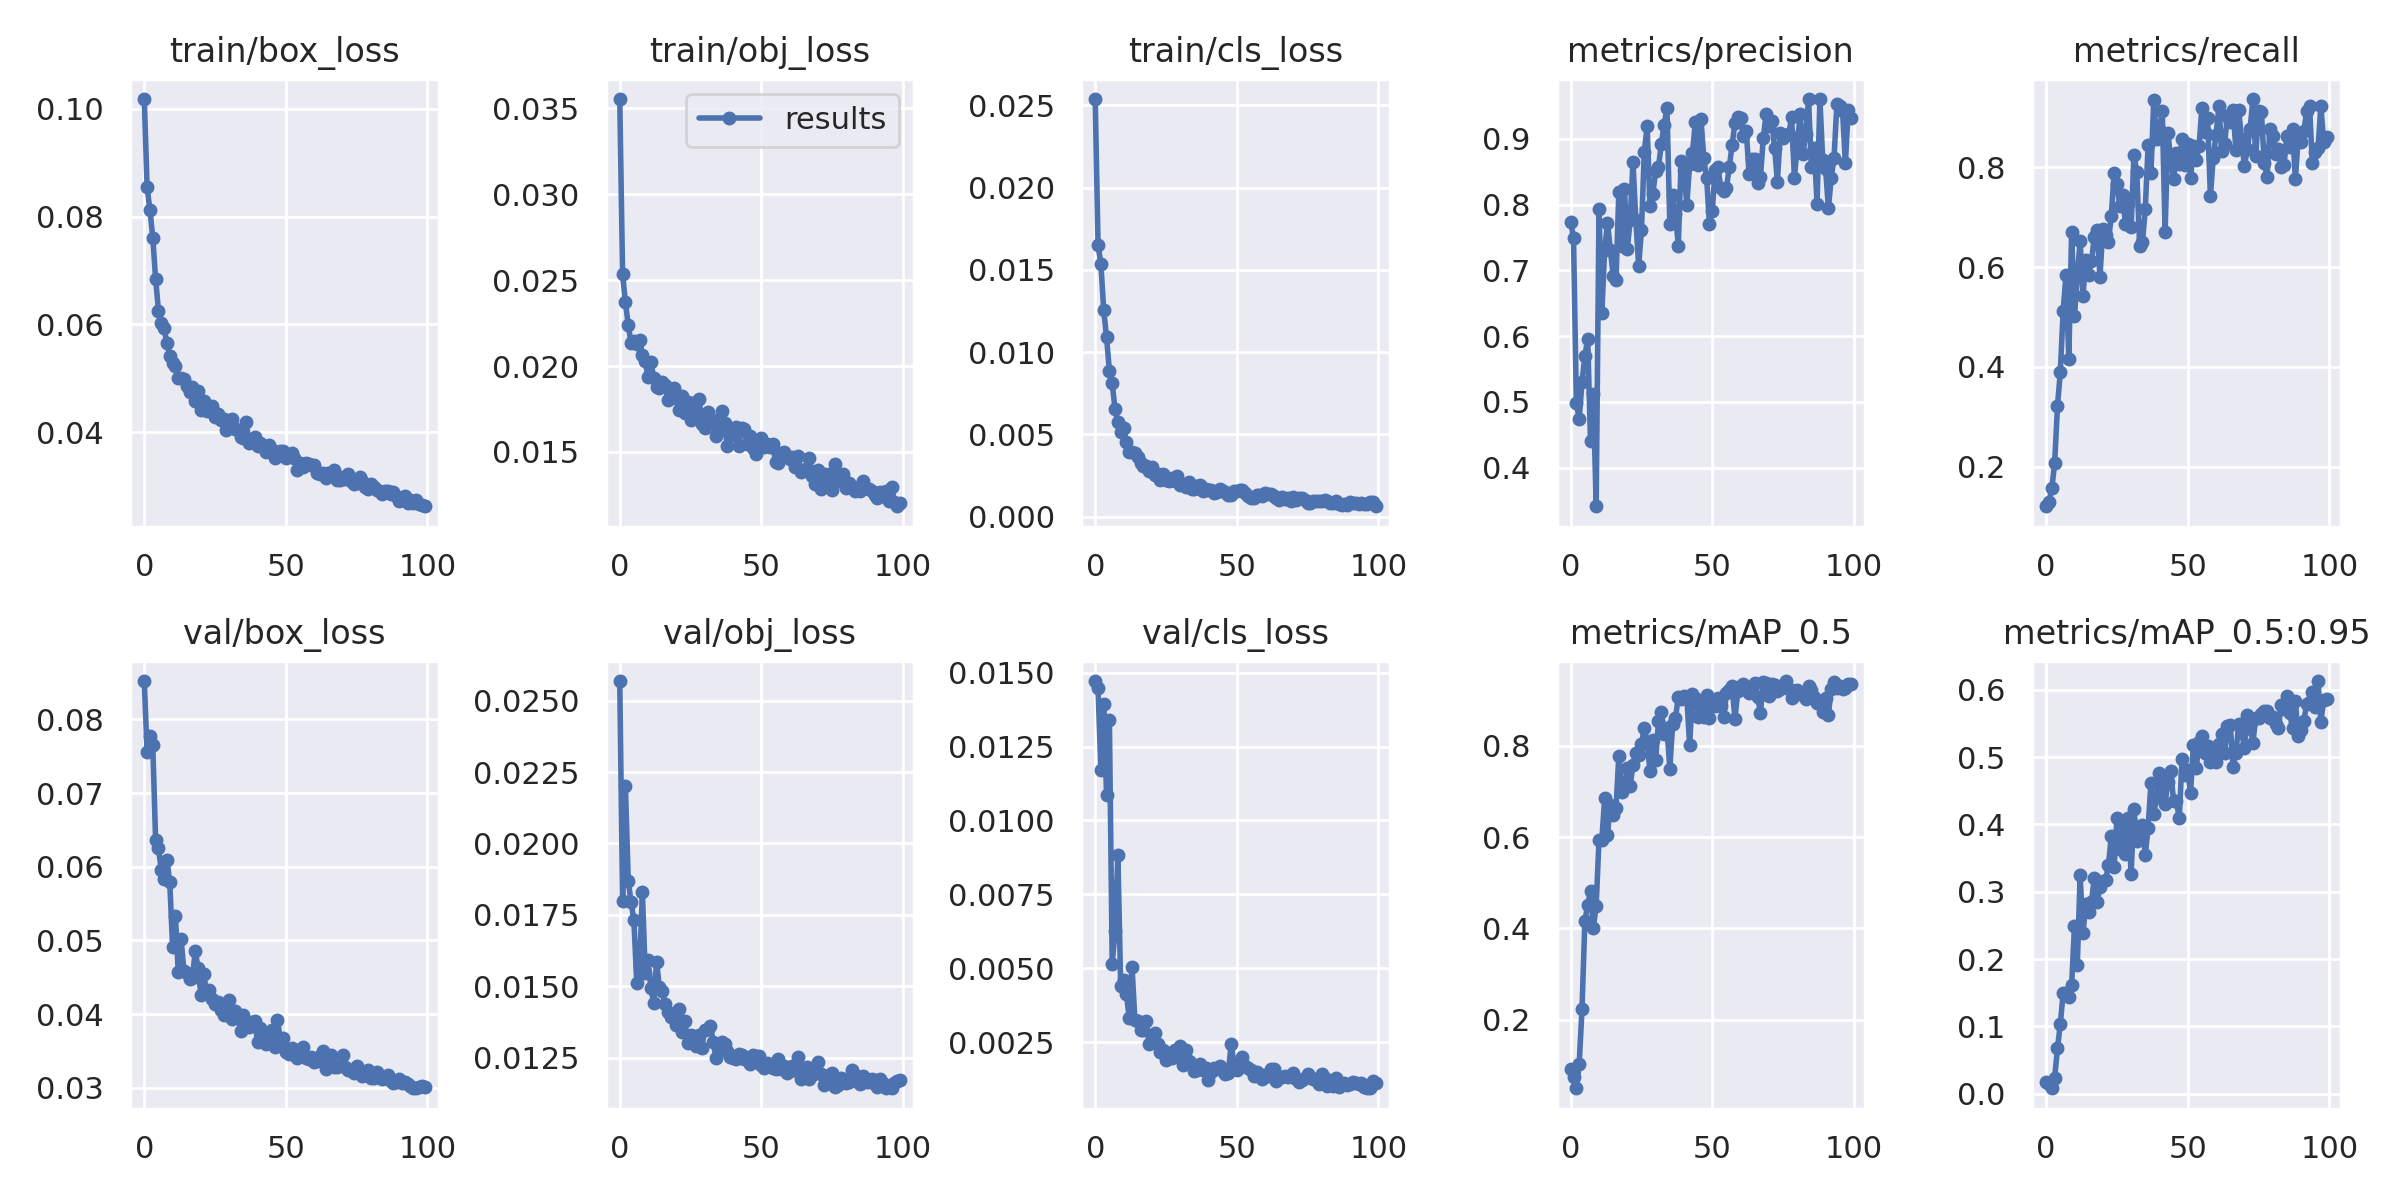 train/box_loss
0.10
0.08
0.06
0.04
0 50 100
train/obj_loss
results
0.035
0.030
0.025
0.020
0.015
0 50 100
train/cls_loss
0.025
0.020
0.015
0.010
0.005
0.000
0 50 100
metrics/precision
0.9
0.8
0.7
0.6
0.5
0.4
0 50 100
metrics/recall
0.8
0.6
0.4
0.2
0 50 100
val/box_loss
0.08
0.07
0.06
0.05
0.04
0.03
0 50 100
val/obj_loss
0.0250
0.0225
0.0200
0.0175
0.0150
0.0125
0 50 100
val/cls_loss
0.0150
0.0125
0.0100
0.0075
0.0050
0.0025
0 50 100
metrics/mAP_0.5
0.8
0.6
0.4
0.2
0 50 100
metrics/mAP_0.5:0.95
0.6
0.5
0.4
0.3
0.2
0.1
0.0
0 50 100